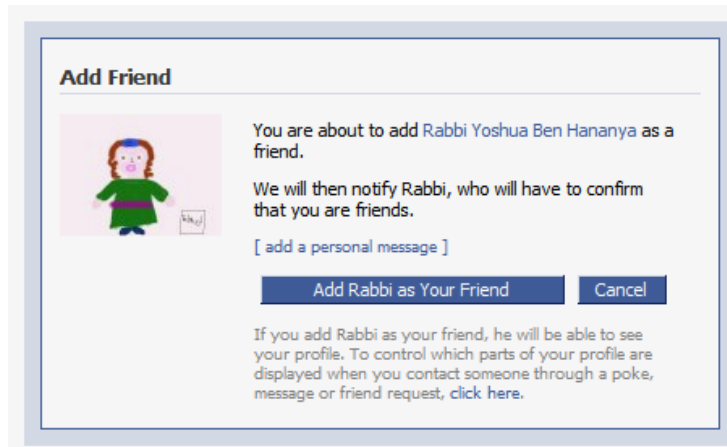 Add Friend
You are about to add Rabbi Yoshua Ben Hananya as a
friend.
We will then notify Rabbi, who will have to confirm
that you are friends.
[ add a personal message ]
Add Rabbi as Your Friend
Cancel
If you add Rabbi as your friend, he will be able to see
your profile. To control which parts of your profile are
displayed when you contact someone through a poke,
message or friend request, click here.